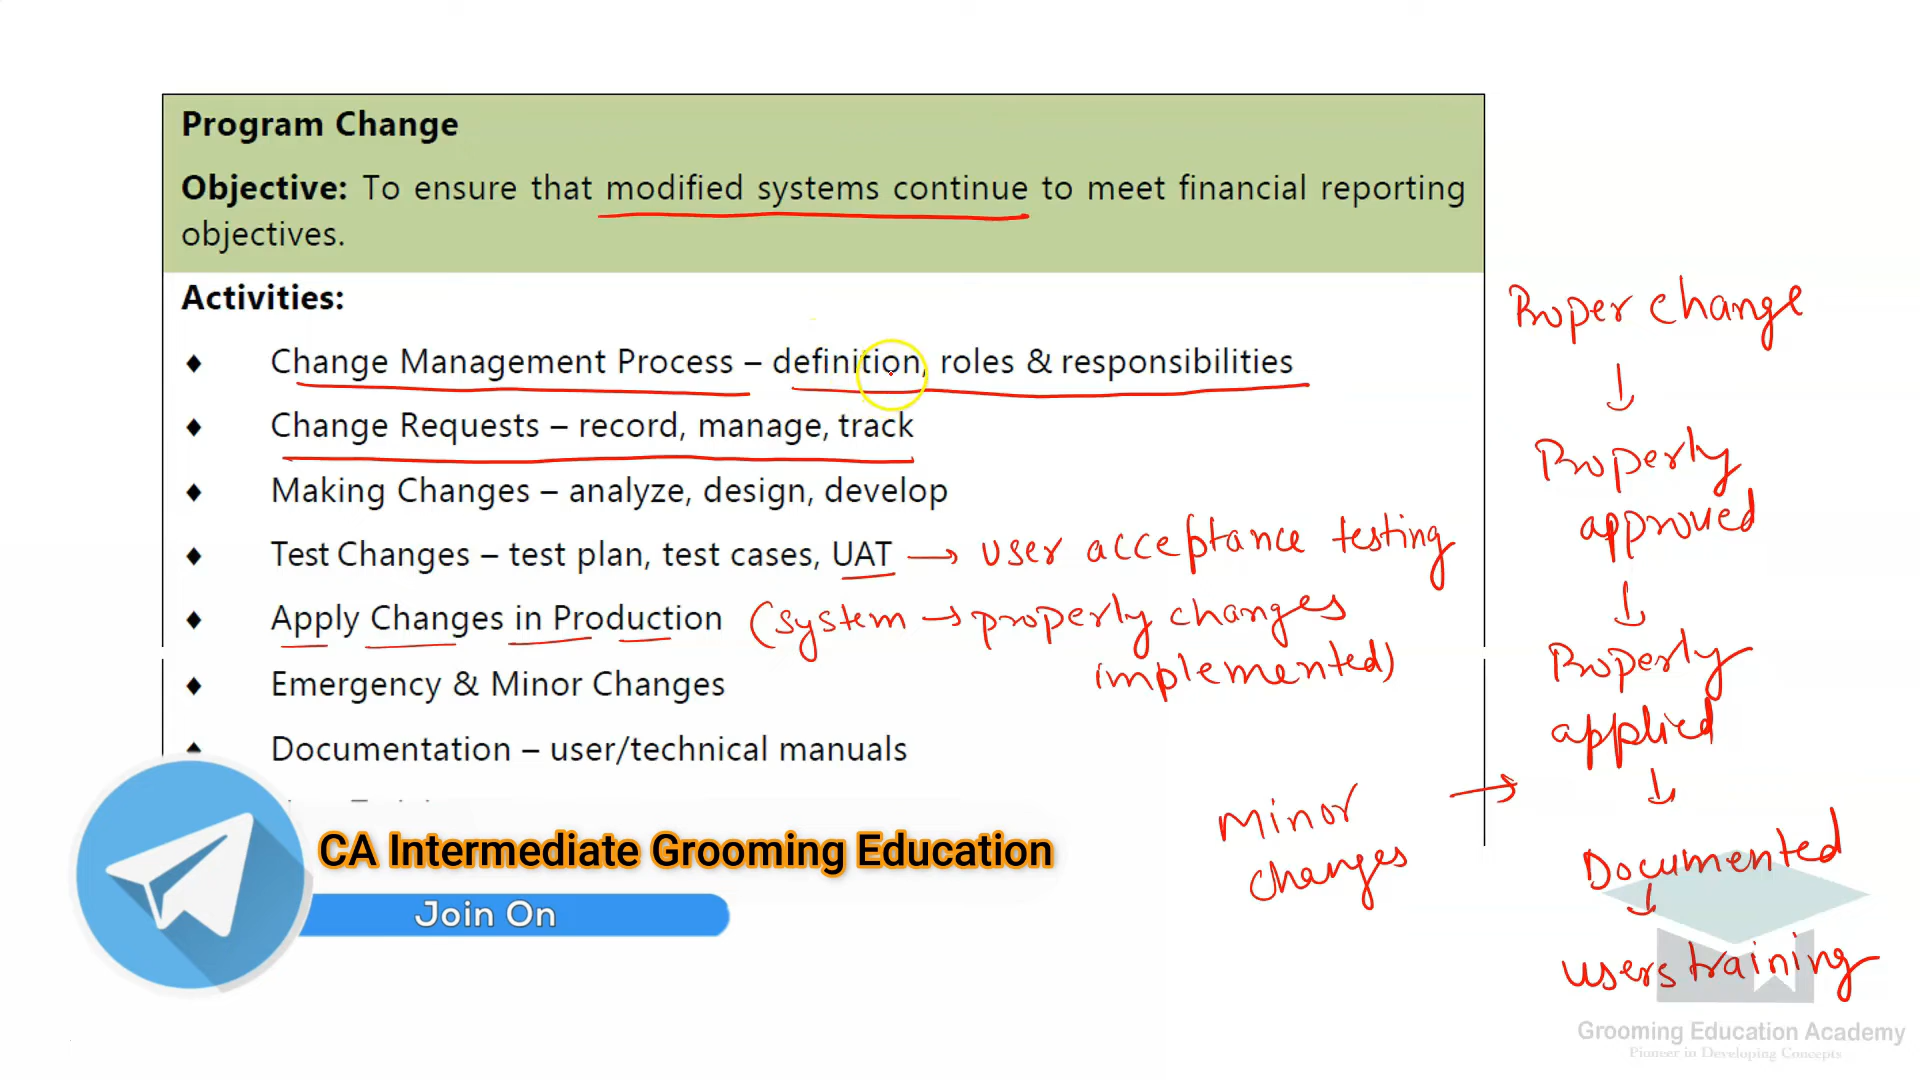 Program Change
Objective: To ensure that modified systems continue to meet financial reporting
objectives.
Activities:
♦ Change Management Process – definition, roles & responsibilities
♦ Change Requests – record, manage, track
♦ Making Changes – analyze, design, develop
♦ Test Changes – test plan, test cases, UAT → user acceptance testing
♦ Apply Changes in Production (system → properly changes
implemented)
♦ Emergency & Minor Changes
♦ Documentation – user/technical manuals
Proper change
↓
Properly
approved
↓
Properly
applied
↓
Minor
changes →
Documented
↓
users training
CA Intermediate Grooming Education
Join On
Grooming Education Academy
Pioneer in Developing Concepts